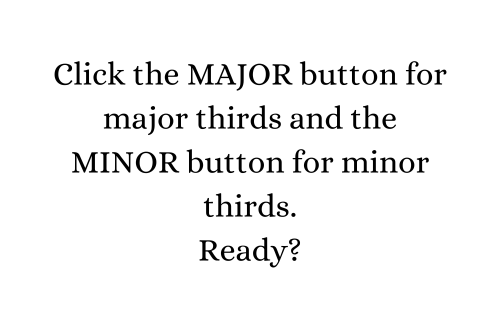 Click the MAJOR button for
major thirds and the
MINOR button for minor
thirds.
Ready?